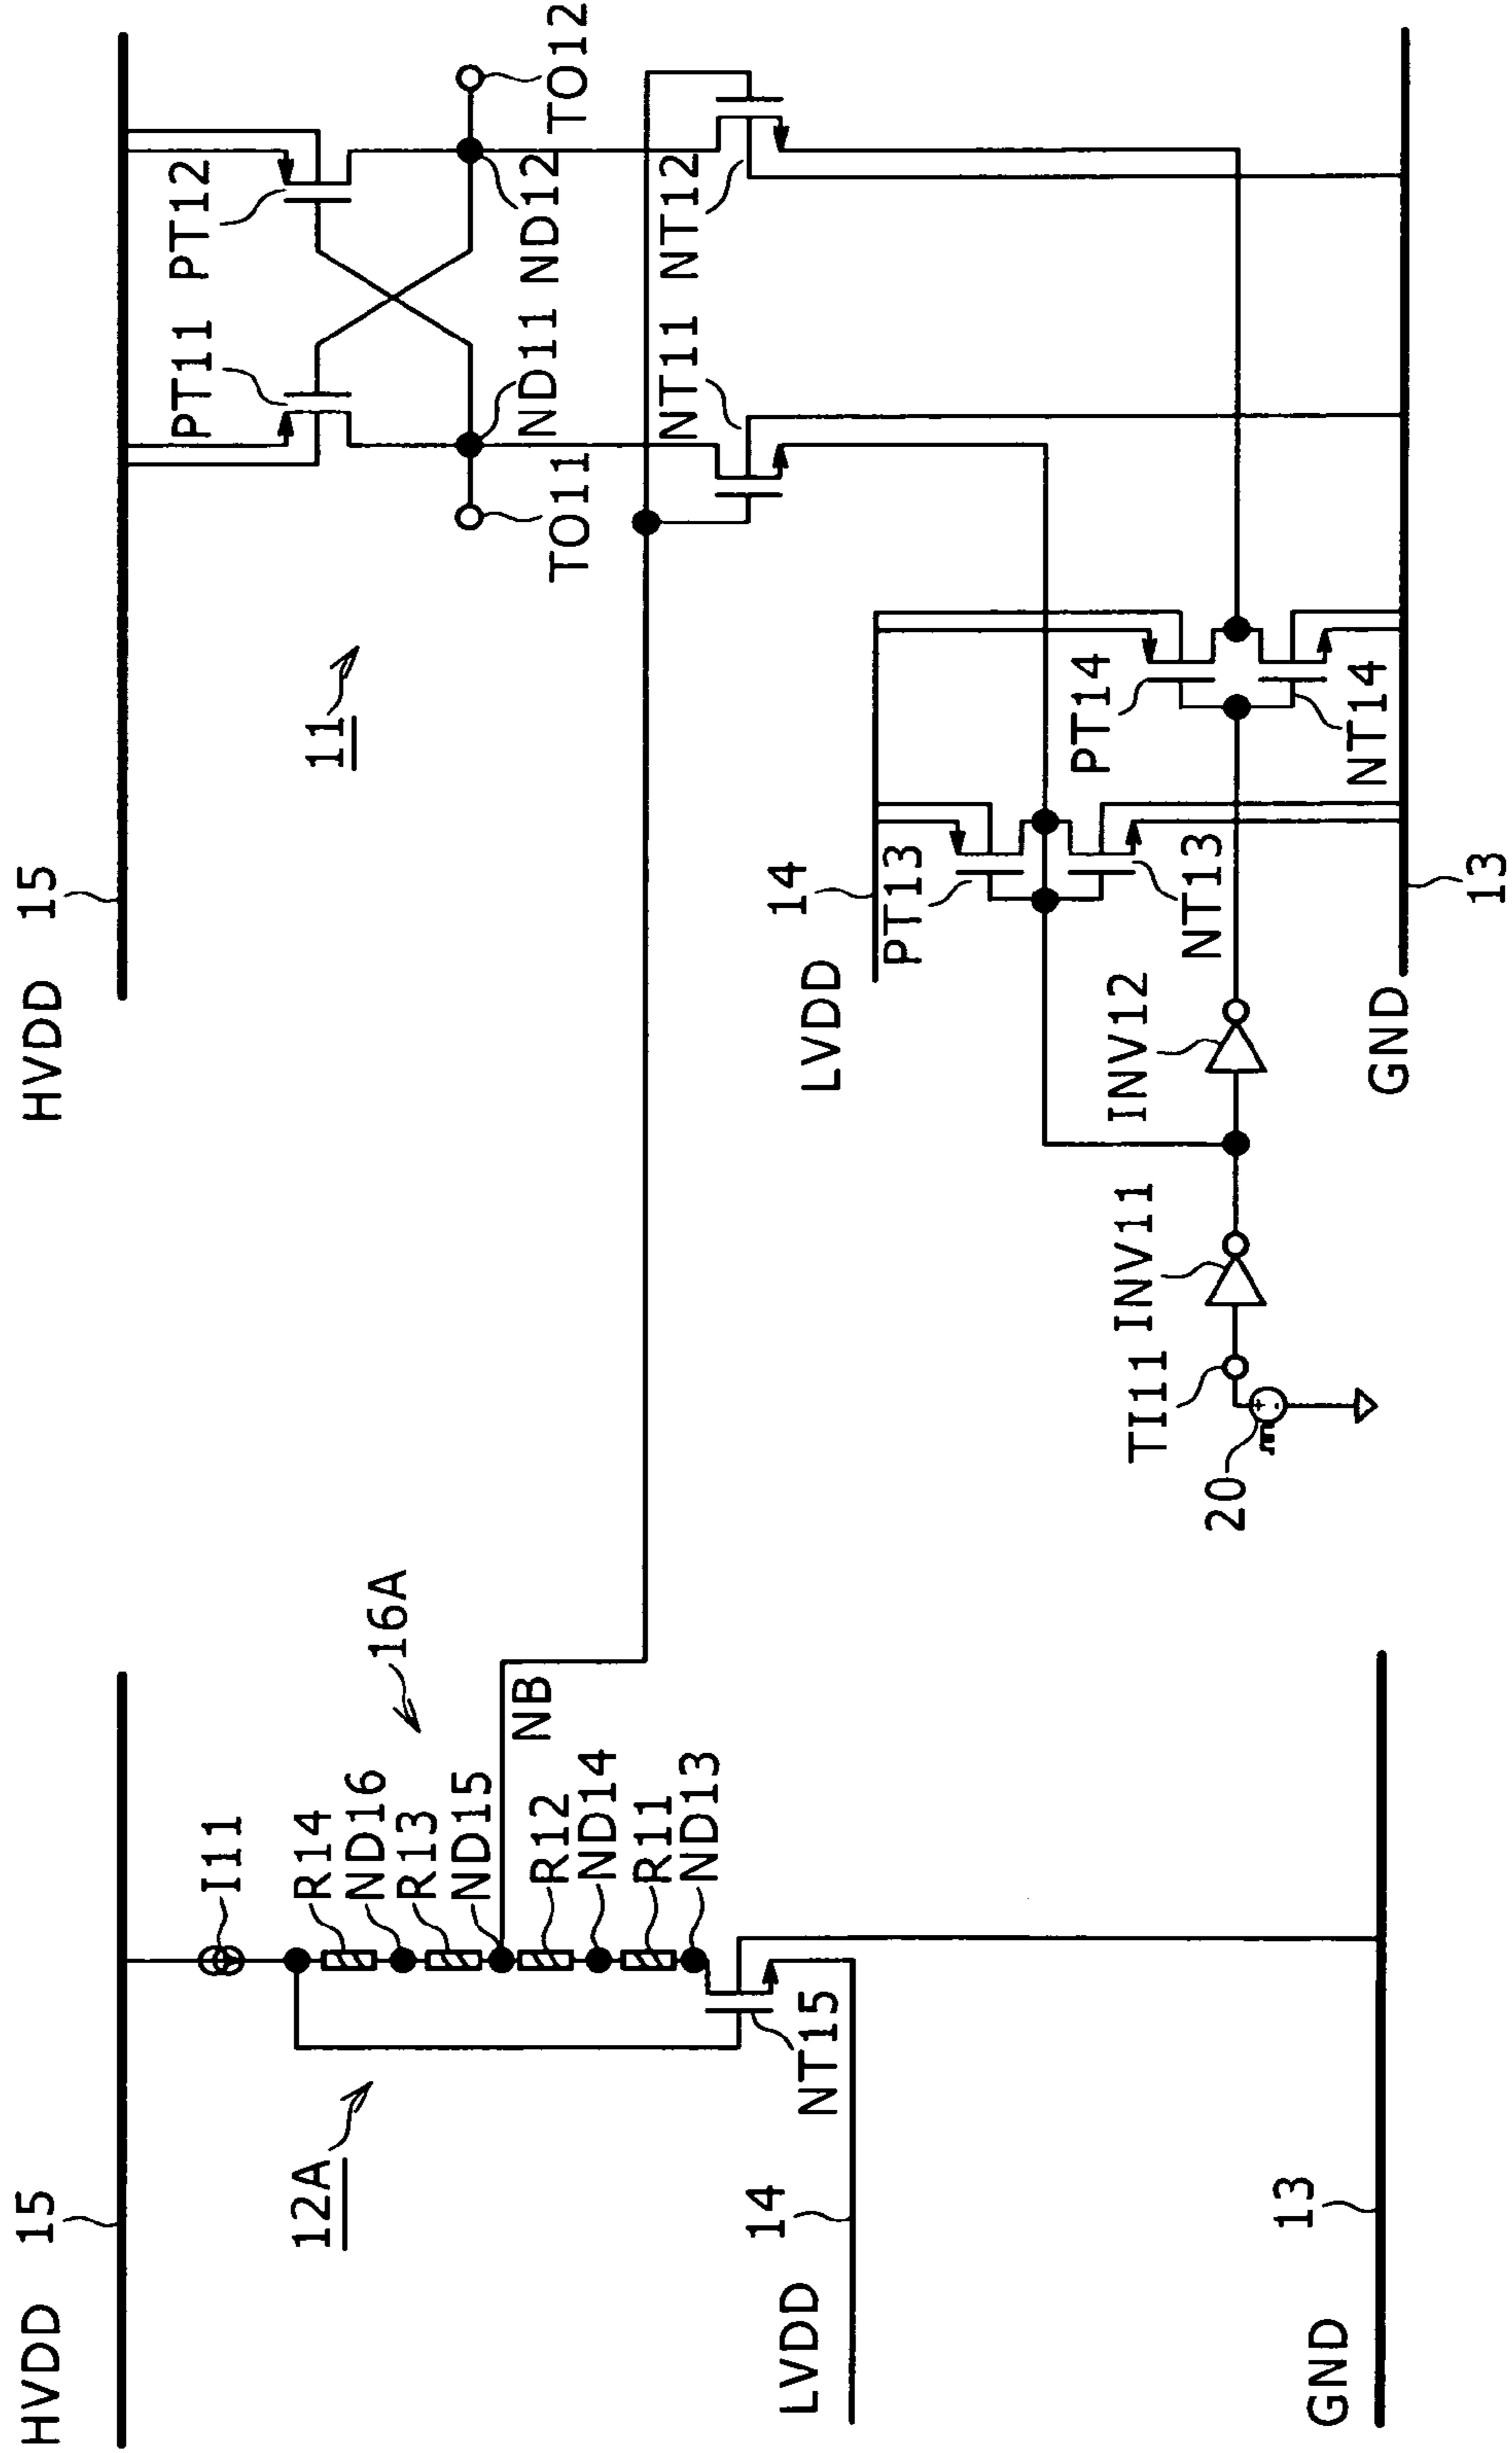 HVDD 15
12A
I11
R14
ND16
R13
ND15
R12
ND14
R11
ND13
NT15
NB
16A
LVDD 14
GND
13
HVDD 15
11
PT11
PT12
TO11
ND11
ND12
TO12
NT11
NT12
LVDD
14
PT13
PT14
NT13
NT14
TI11
INV11
INV12
20
GND
13